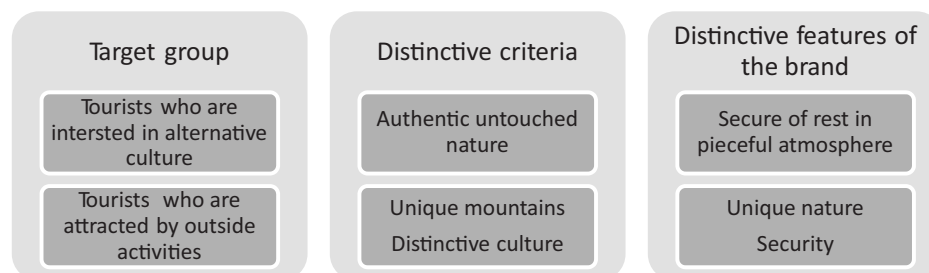 Target group
Tourists who are
intersted in alternative
culture
Tourists who are
attracted by outside
activities
Distinctive criteria
Authentic untouched
nature
Unique mountains
Distinctive culture
Distinctive features of
the brand
Secure of rest in
pieceful atmosphere
Unique nature
Security